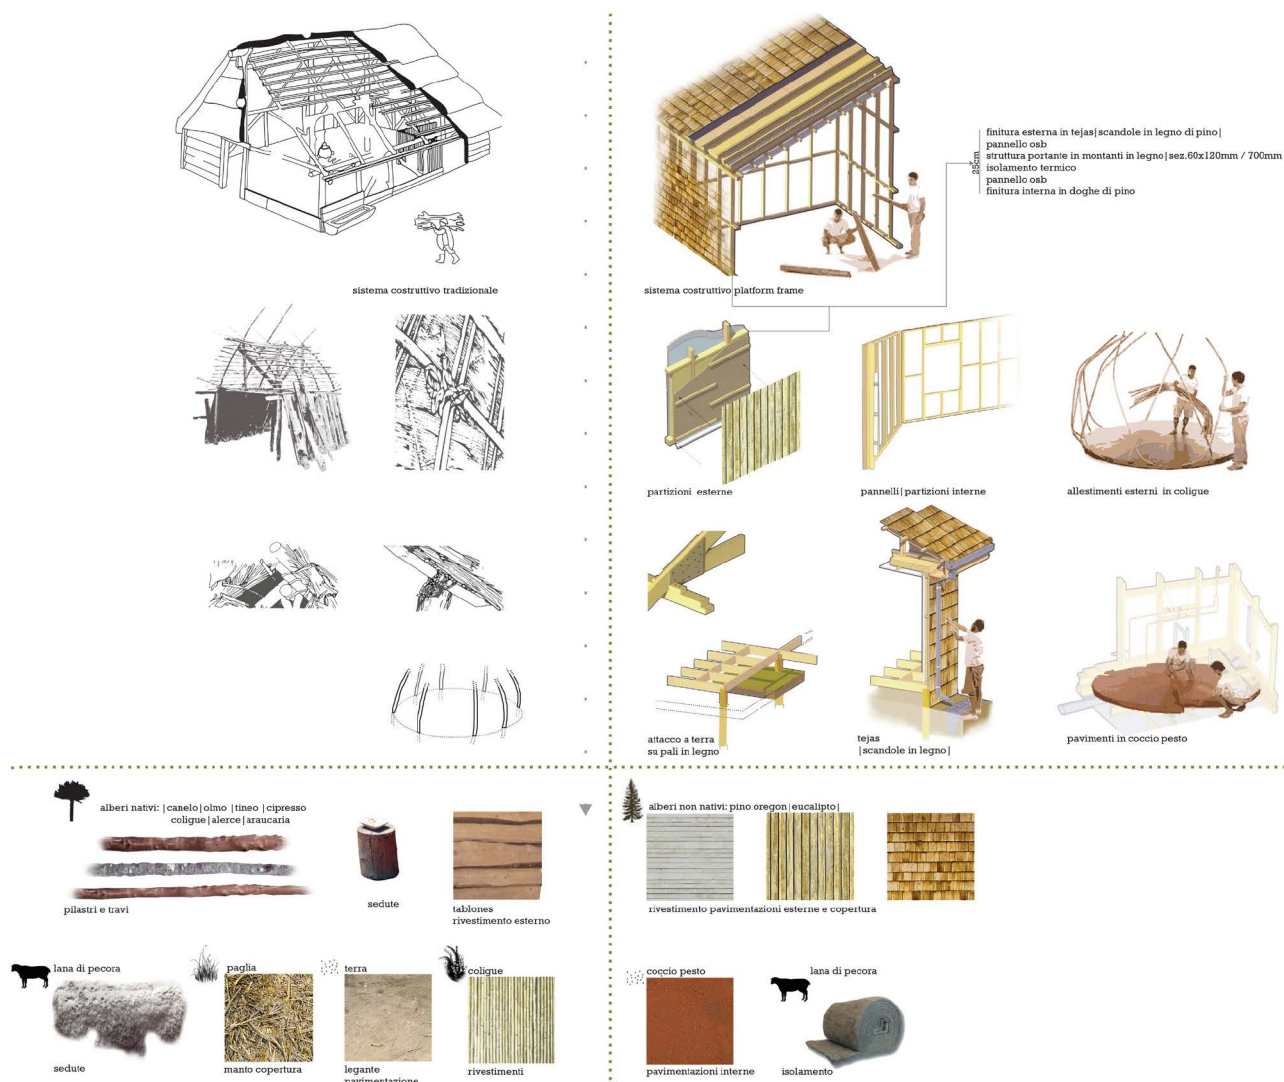 finitura esterna in tejas|scandole in legno di pino|
pannello osb
struttura portante in montanti in legno|sez.60x120mm / 700mm
isolamento termico
pannello osb
finitura interna in doghe di pino
25cm
sistema costruttivo tradizionale
sistema costruttivo platform frame
partizioni esterne
pannelli|partizioni interne
allestimenti esterni in coligue
attacco a terra
su pali in legno
tejas
|scandole in legno|
pavimenti in coccio pesto
alberi nativi: |canelo|olmo |tineo |cipresso
coligue|alerce|araucaria
pilastri e travi
sedute
tablones
rivestimento esterno
alberi non nativi: pino oregon|eucalipto|
rivestimento pavimentazioni esterne e copertura
lana di pecora
sedute
paglia
manto copertura
terra
legante
pavimentazione
coligue
rivestimenti
coccio pesto
pavimentazioni interne
lana di pecora
isolamento